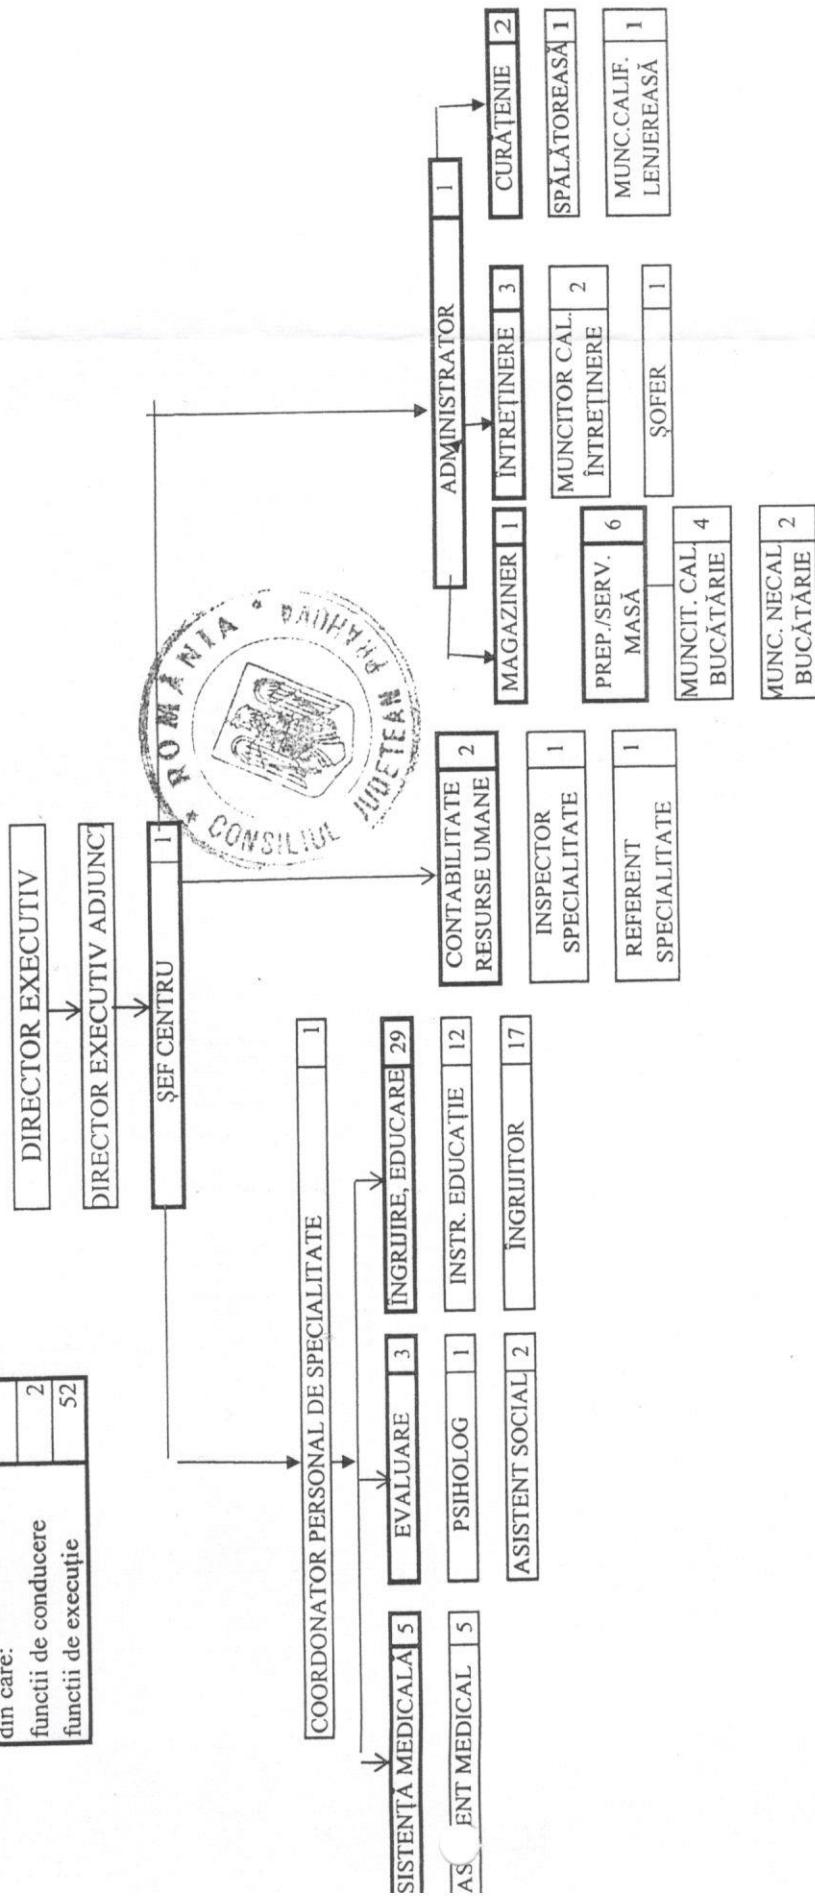 din care:
functii de conducere 2
functii de execuție 52
DIRECTOR EXECUTIV
DIRECTOR EXECUTIV ADJUNCT
ȘEF CENTRU 1
ROMÂNIA
CONSILIUL JUDEȚEAN PRAHOVA
COORDONATOR PERSONAL DE SPECIALITATE 1
SISTENȚĂ MEDICALĂ 5
AS ENT MEDICAL 5
EVALUARE 3
PSIHOLOG 1
ASISTENT SOCIAL 2
ÎNGRIJIRE, EDUCARE 29
INSTR. EDUCAȚIE 12
ÎNGRIJITOR 17
CONTABILITATE 2
RESURSE UMANE
INSPECTOR 1
SPECIALITATE
REFERENT 1
SPECIALITATE
ADMINISTRATOR 1
MAGAZINER 1
PREP./SERV. 6
MASĂ
MUNCIT. CAL. 4
BUCĂTĂRIE
MUNC. NECAL 2
BUCĂTĂRIE
ÎNTREȚINERE 3
MUNCITOR CAL. 2
ÎNTREȚINERE
ȘOFER 1
CURĂȚENIE 2
SPĂLĂTOREASĂ 1
MUNC.CALIF. 1
LENJEREASĂ